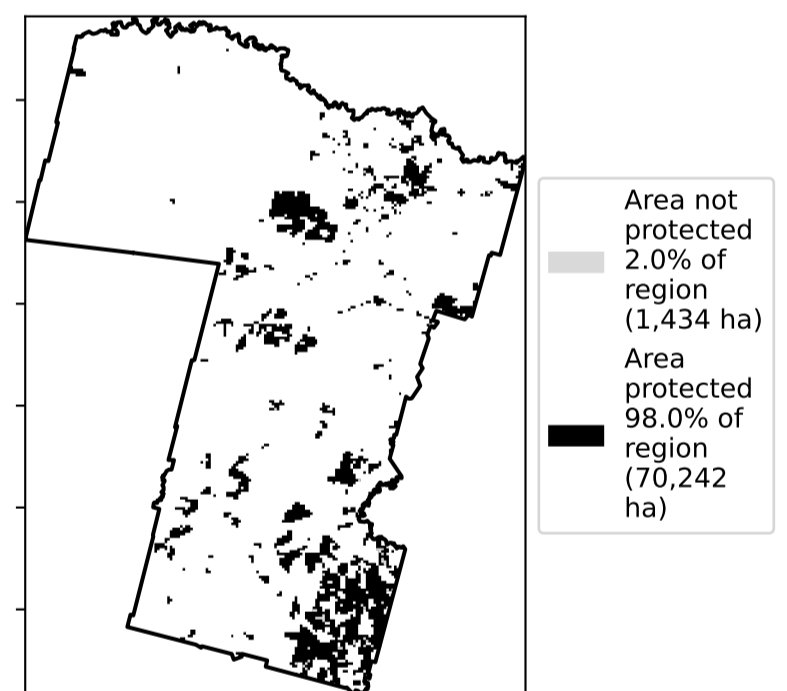 Area not
protected
2.0% of
region
(1,434 ha)
Area
protected
98.0% of
region
(70,242
ha)